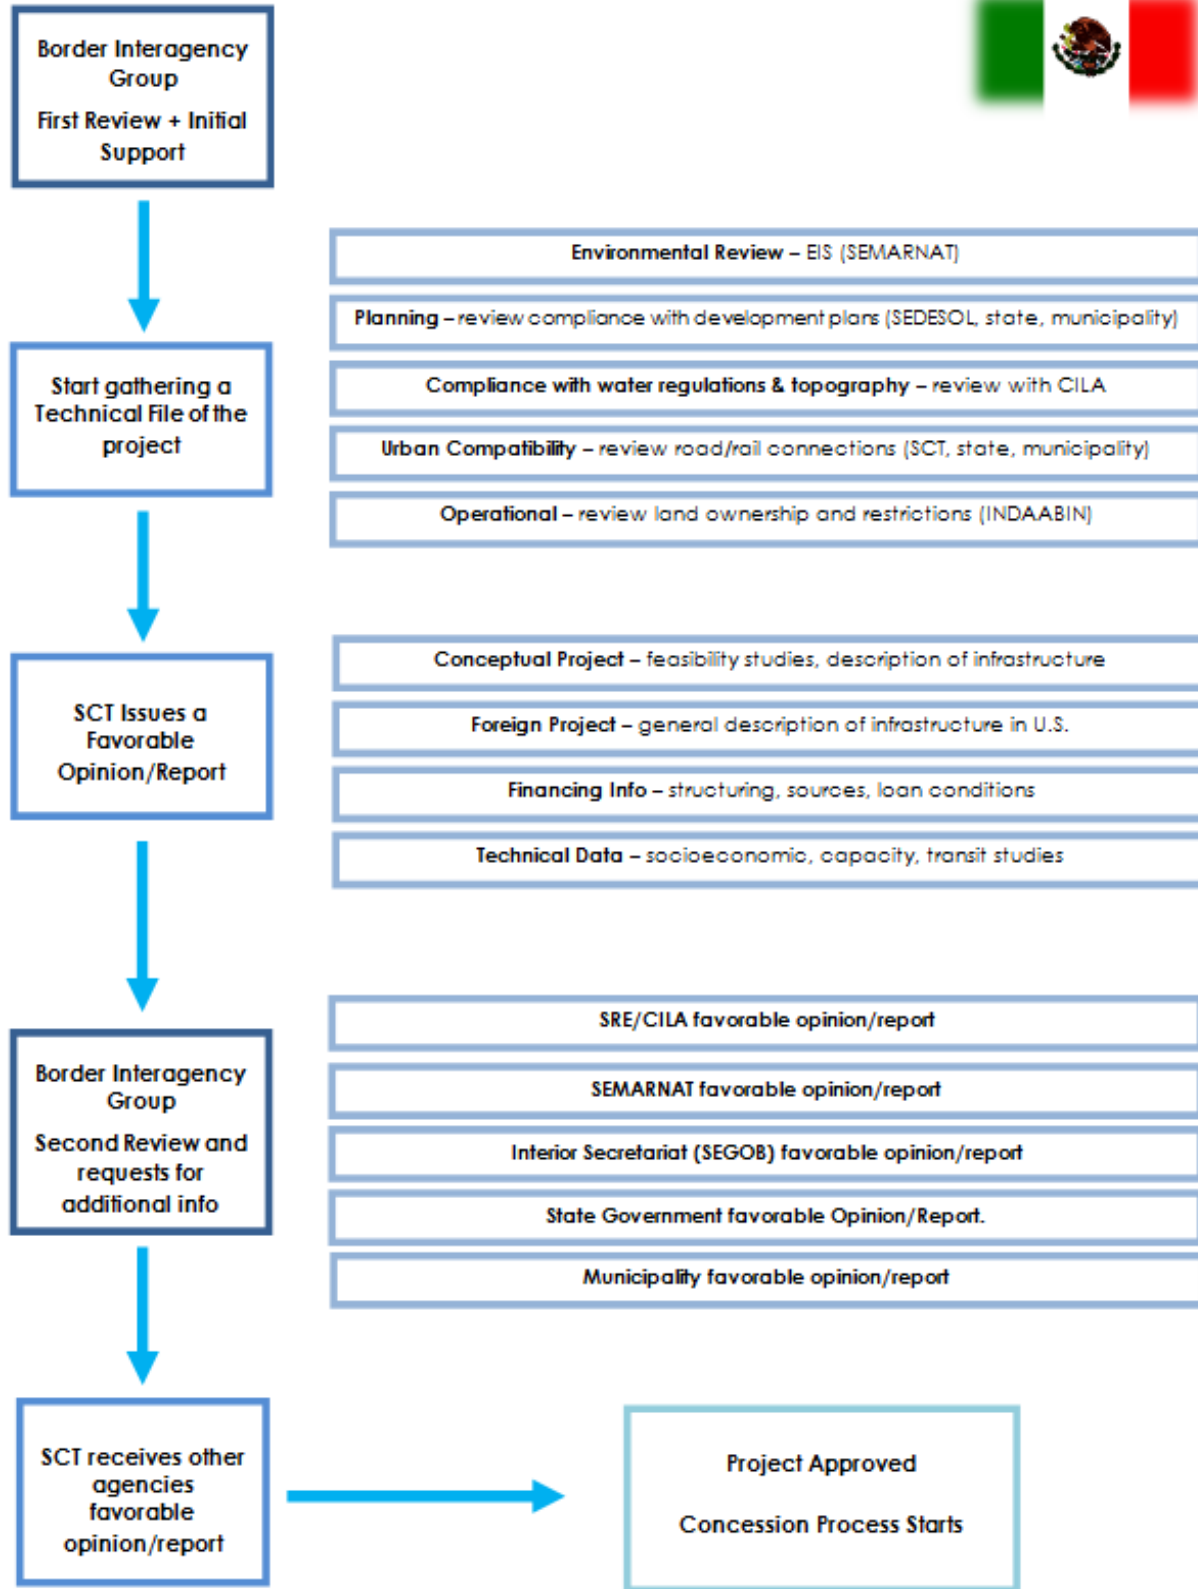 Border Interagency
Group
First Review + Initial
Support
Environmental Review – EIS (SEMARNAT)
Planning – review compliance with development plans (SEDESOL, state, municipality)
Start gathering a
Technical File of the
project
Compliance with water regulations & topography – review with CILA
Urban Compatibility – review road/rail connections (SCT, state, municipality)
Operational – review land ownership and restrictions (INDAABIN)
SCT Issues a
Favorable
Opinion/Report
Conceptual Project – feasibility studies, description of infrastructure
Foreign Project – general description of infrastructure in U.S.
Financing Info – structuring, sources, loan conditions
Technical Data – socioeconomic, capacity, transit studies
Border Interagency
Group
Second Review and
requests for
additional info
SRE/CILA favorable opinion/report
SEMARNAT favorable opinion/report
Interior Secretariat (SEGOB) favorable opinion/report
State Government favorable Opinion/Report.
Municipality favorable opinion/report
SCT receives other
agencies
favorable
opinion/report
Project Approved
Concession Process Starts